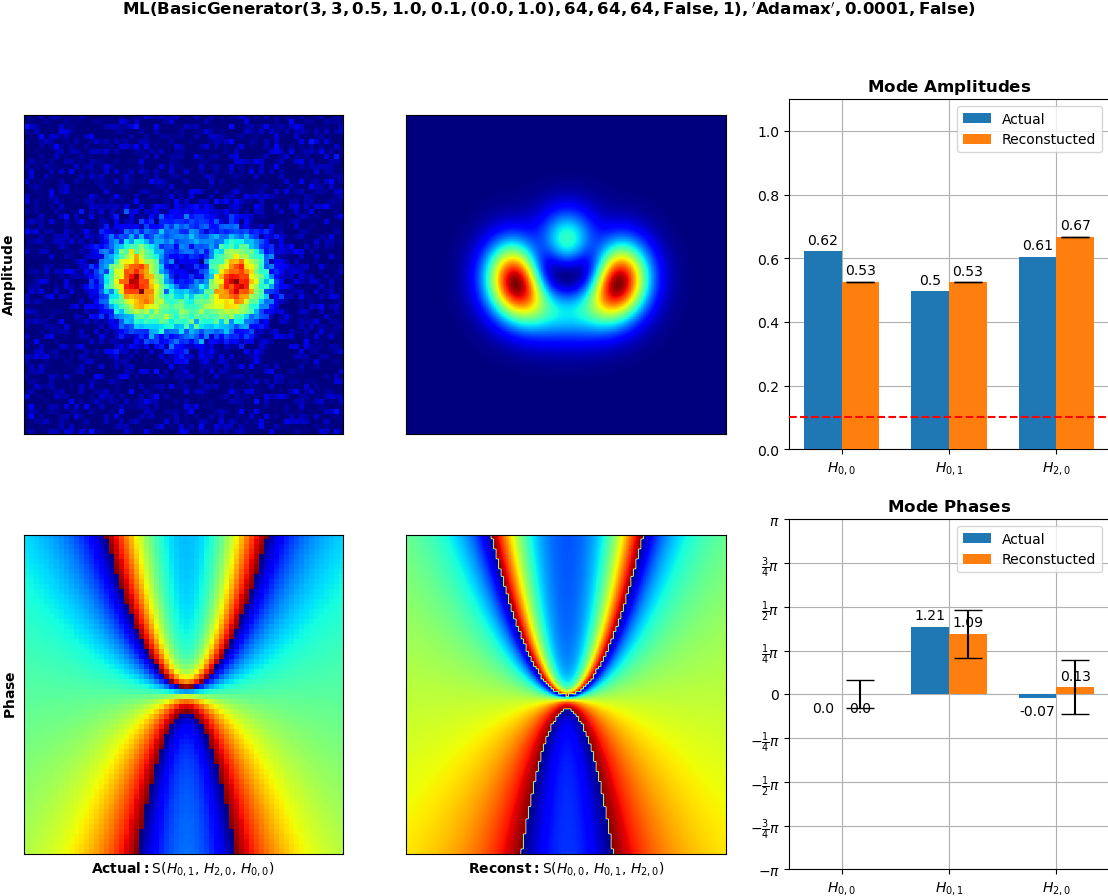 ML(BasicGenerator(3, 3, 0.5, 1.0, 0.1, (0.0, 1.0), 64, 64, 64, False, 1), ′Adamax′, 0.0001, False)
Amplitude
Mode Amplitudes
Actual
Reconstucted
1.0
0.8
0.6
0.4
0.2
0.0
0.62
0.53
0.5
0.53
0.61
0.67
H0,0
H0,1
H2,0
Phase
Actual: S(H0,1, H2,0, H0,0)
Reconst: S(H0,0, H0,1, H2,0)
Mode Phases
Actual
Reconstucted
π
3/4π
1/2π
1/4π
0
−1/4π
−1/2π
−3/4π
−π
0.0
-0.0
1.21
1.09
-0.07
0.13
H0,0
H0,1
H2,0